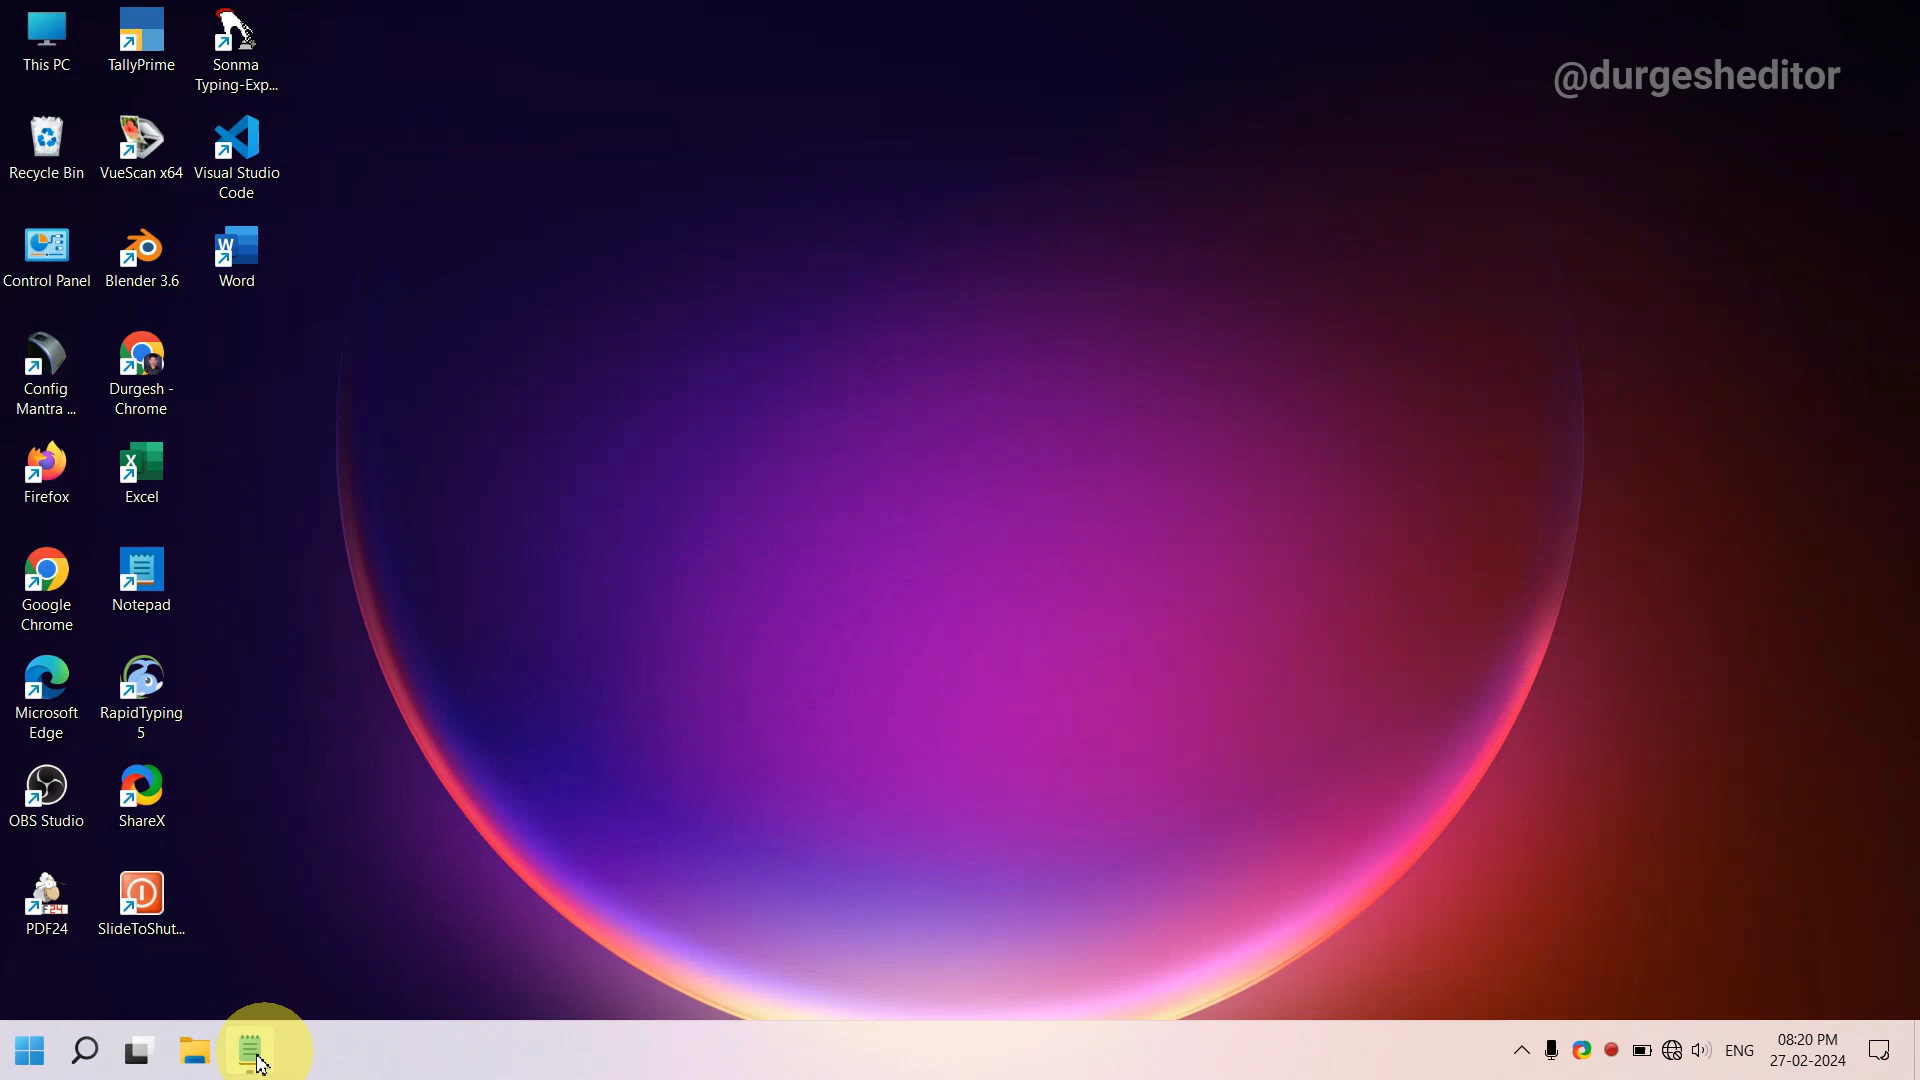 @durgesheditor
This PC
TallyPrime
Sonma
Typing-Exp...
Recycle Bin
VueScan x64
Visual Studio
Code
Control Panel
Blender 3.6
W
Word
Config
Mantra ...
Durgesh -
Chrome
Firefox
X
Excel
Google
Chrome
Notepad
Microsoft
Edge
RapidTyping
5
OBS Studio
ShareX
F24
PDF24
SlideToShut...
ENG
08:20 PM
27-02-2024